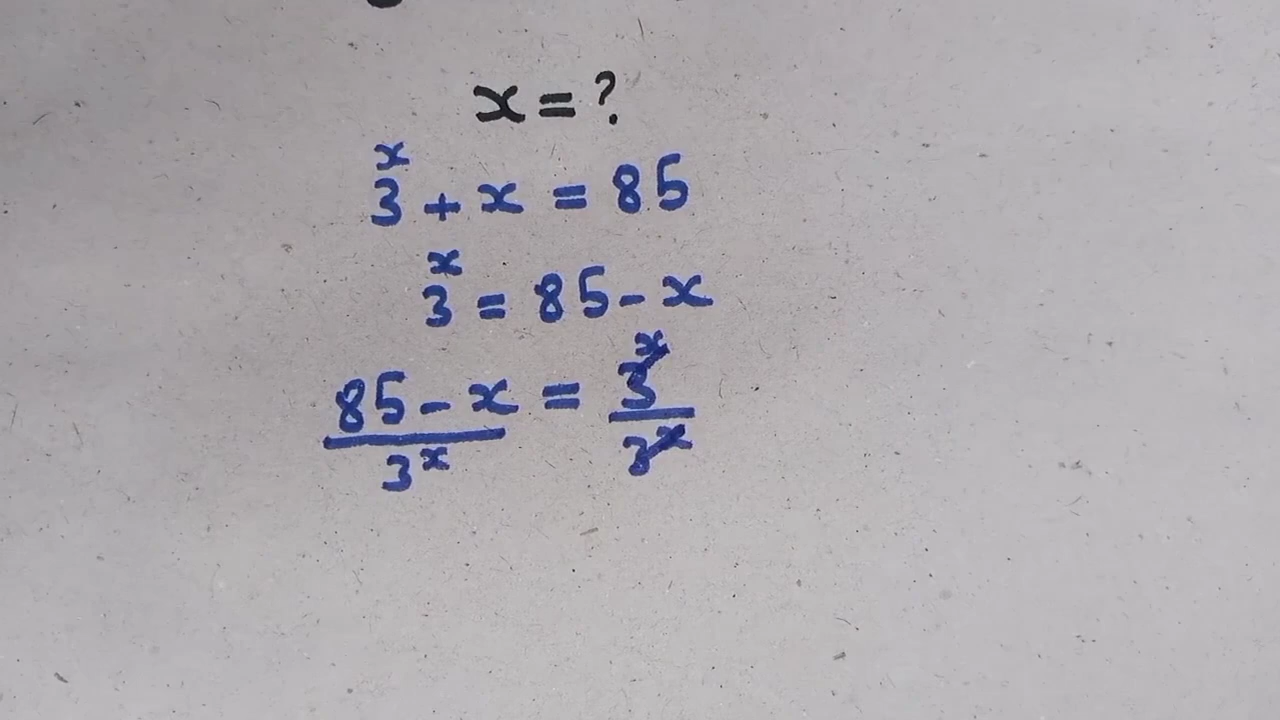 x = ?
3^x + x = 85
3^x = 85 - x
(85 - x)/3^x = 3^x/3^x